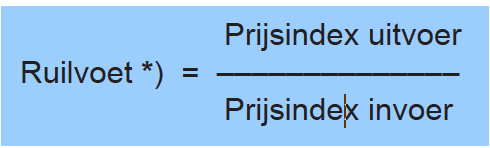 Prijsindex uitvoer
Ruilvoet *) = ――――――――――――――
Prijsindex invoer